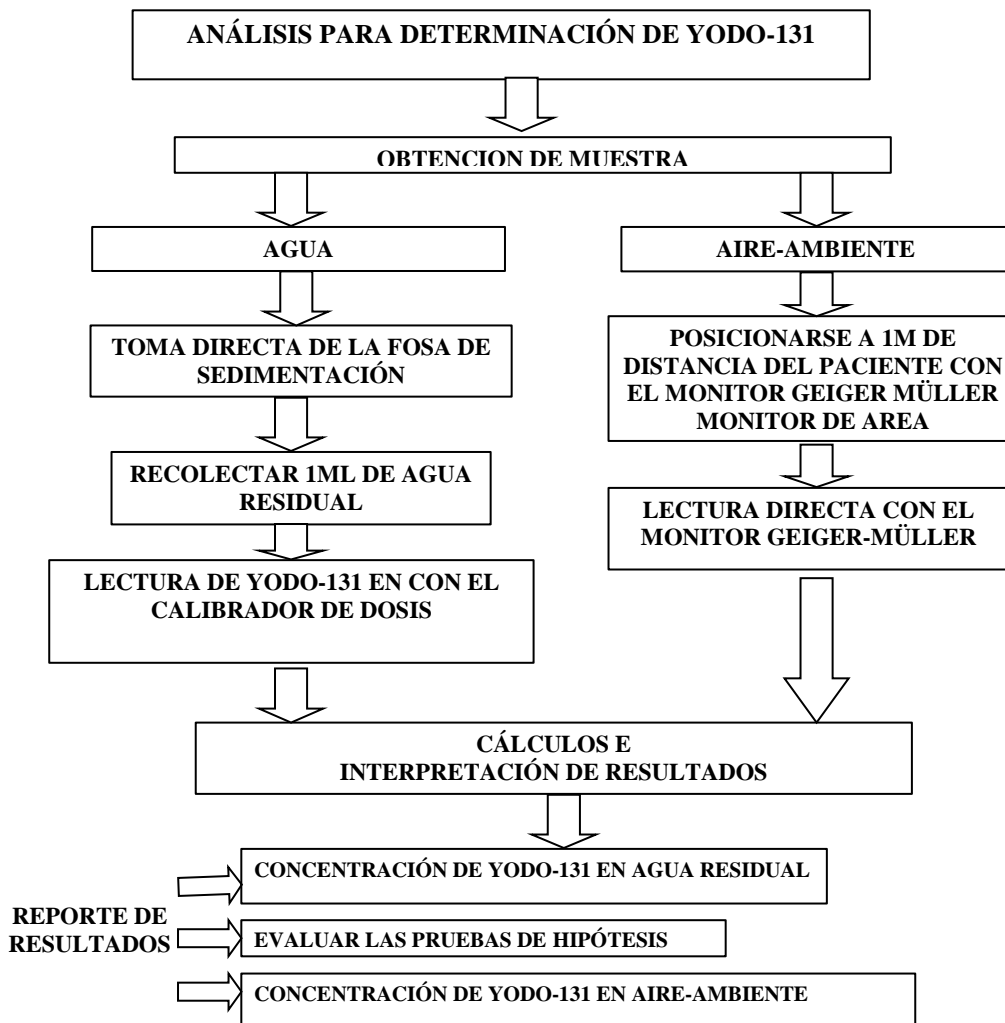 ANÁLISIS PARA DETERMINACIÓN DE YODO-131
OBTENCION DE MUESTRA
AGUA
AIRE-AMBIENTE
TOMA DIRECTA DE LA FOSA DE
SEDIMENTACIÓN
POSICIONARSE A 1M DE
DISTANCIA DEL PACIENTE CON
EL MONITOR GEIGER MÜLLER
MONITOR DE AREA
RECOLECTAR 1ML DE AGUA
RESIDUAL
LECTURA DIRECTA CON EL
MONITOR GEIGER-MÜLLER
LECTURA DE YODO-131 EN CON EL
CALIBRADOR DE DOSIS
CÁLCULOS E
INTERPRETACIÓN DE RESULTADOS
REPORTE DE
RESULTADOS
CONCENTRACIÓN DE YODO-131 EN AGUA RESIDUAL
EVALUAR LAS PRUEBAS DE HIPÓTESIS
CONCENTRACIÓN DE YODO-131 EN AIRE-AMBIENTE